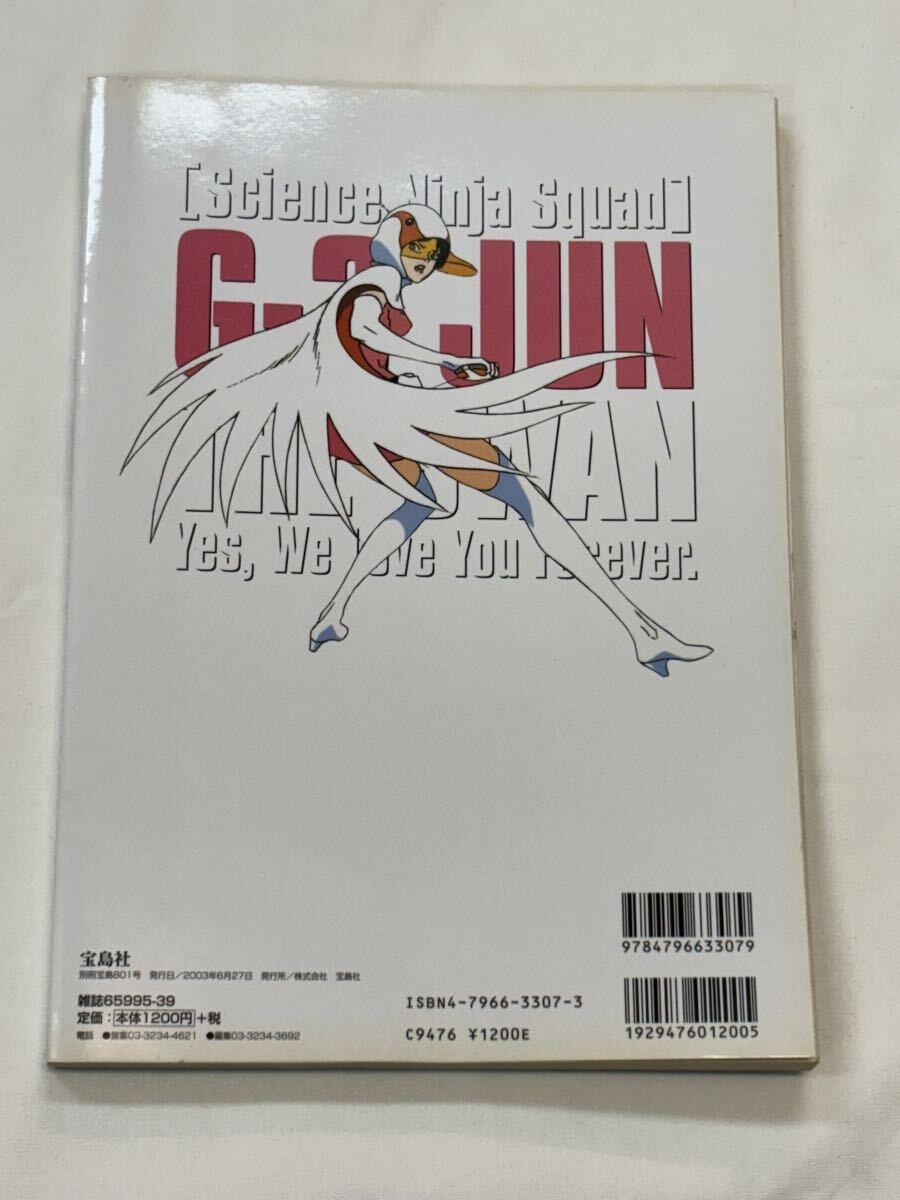 [Science Ninja Squad]
G-3 JUN
THE SWAN
Yes, We Love You Forever.
9784796633079
宝島社
別冊宝島801号 発行日/2003年6月27日 発行所/株式会社 宝島社
雑誌65995-39
定価:本体1200円+税
電話 ●営業03-3234-4621 ●編集03-3234-3692
ISBN4-7966-3307-3
C9476 ¥1200E
1929476012005